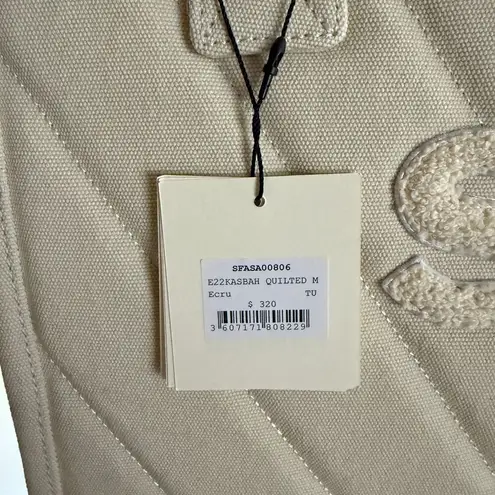 SFASA00806
E22KASBAH QUILTED M
Ecru TU
$ 320
3 607171 808229
S